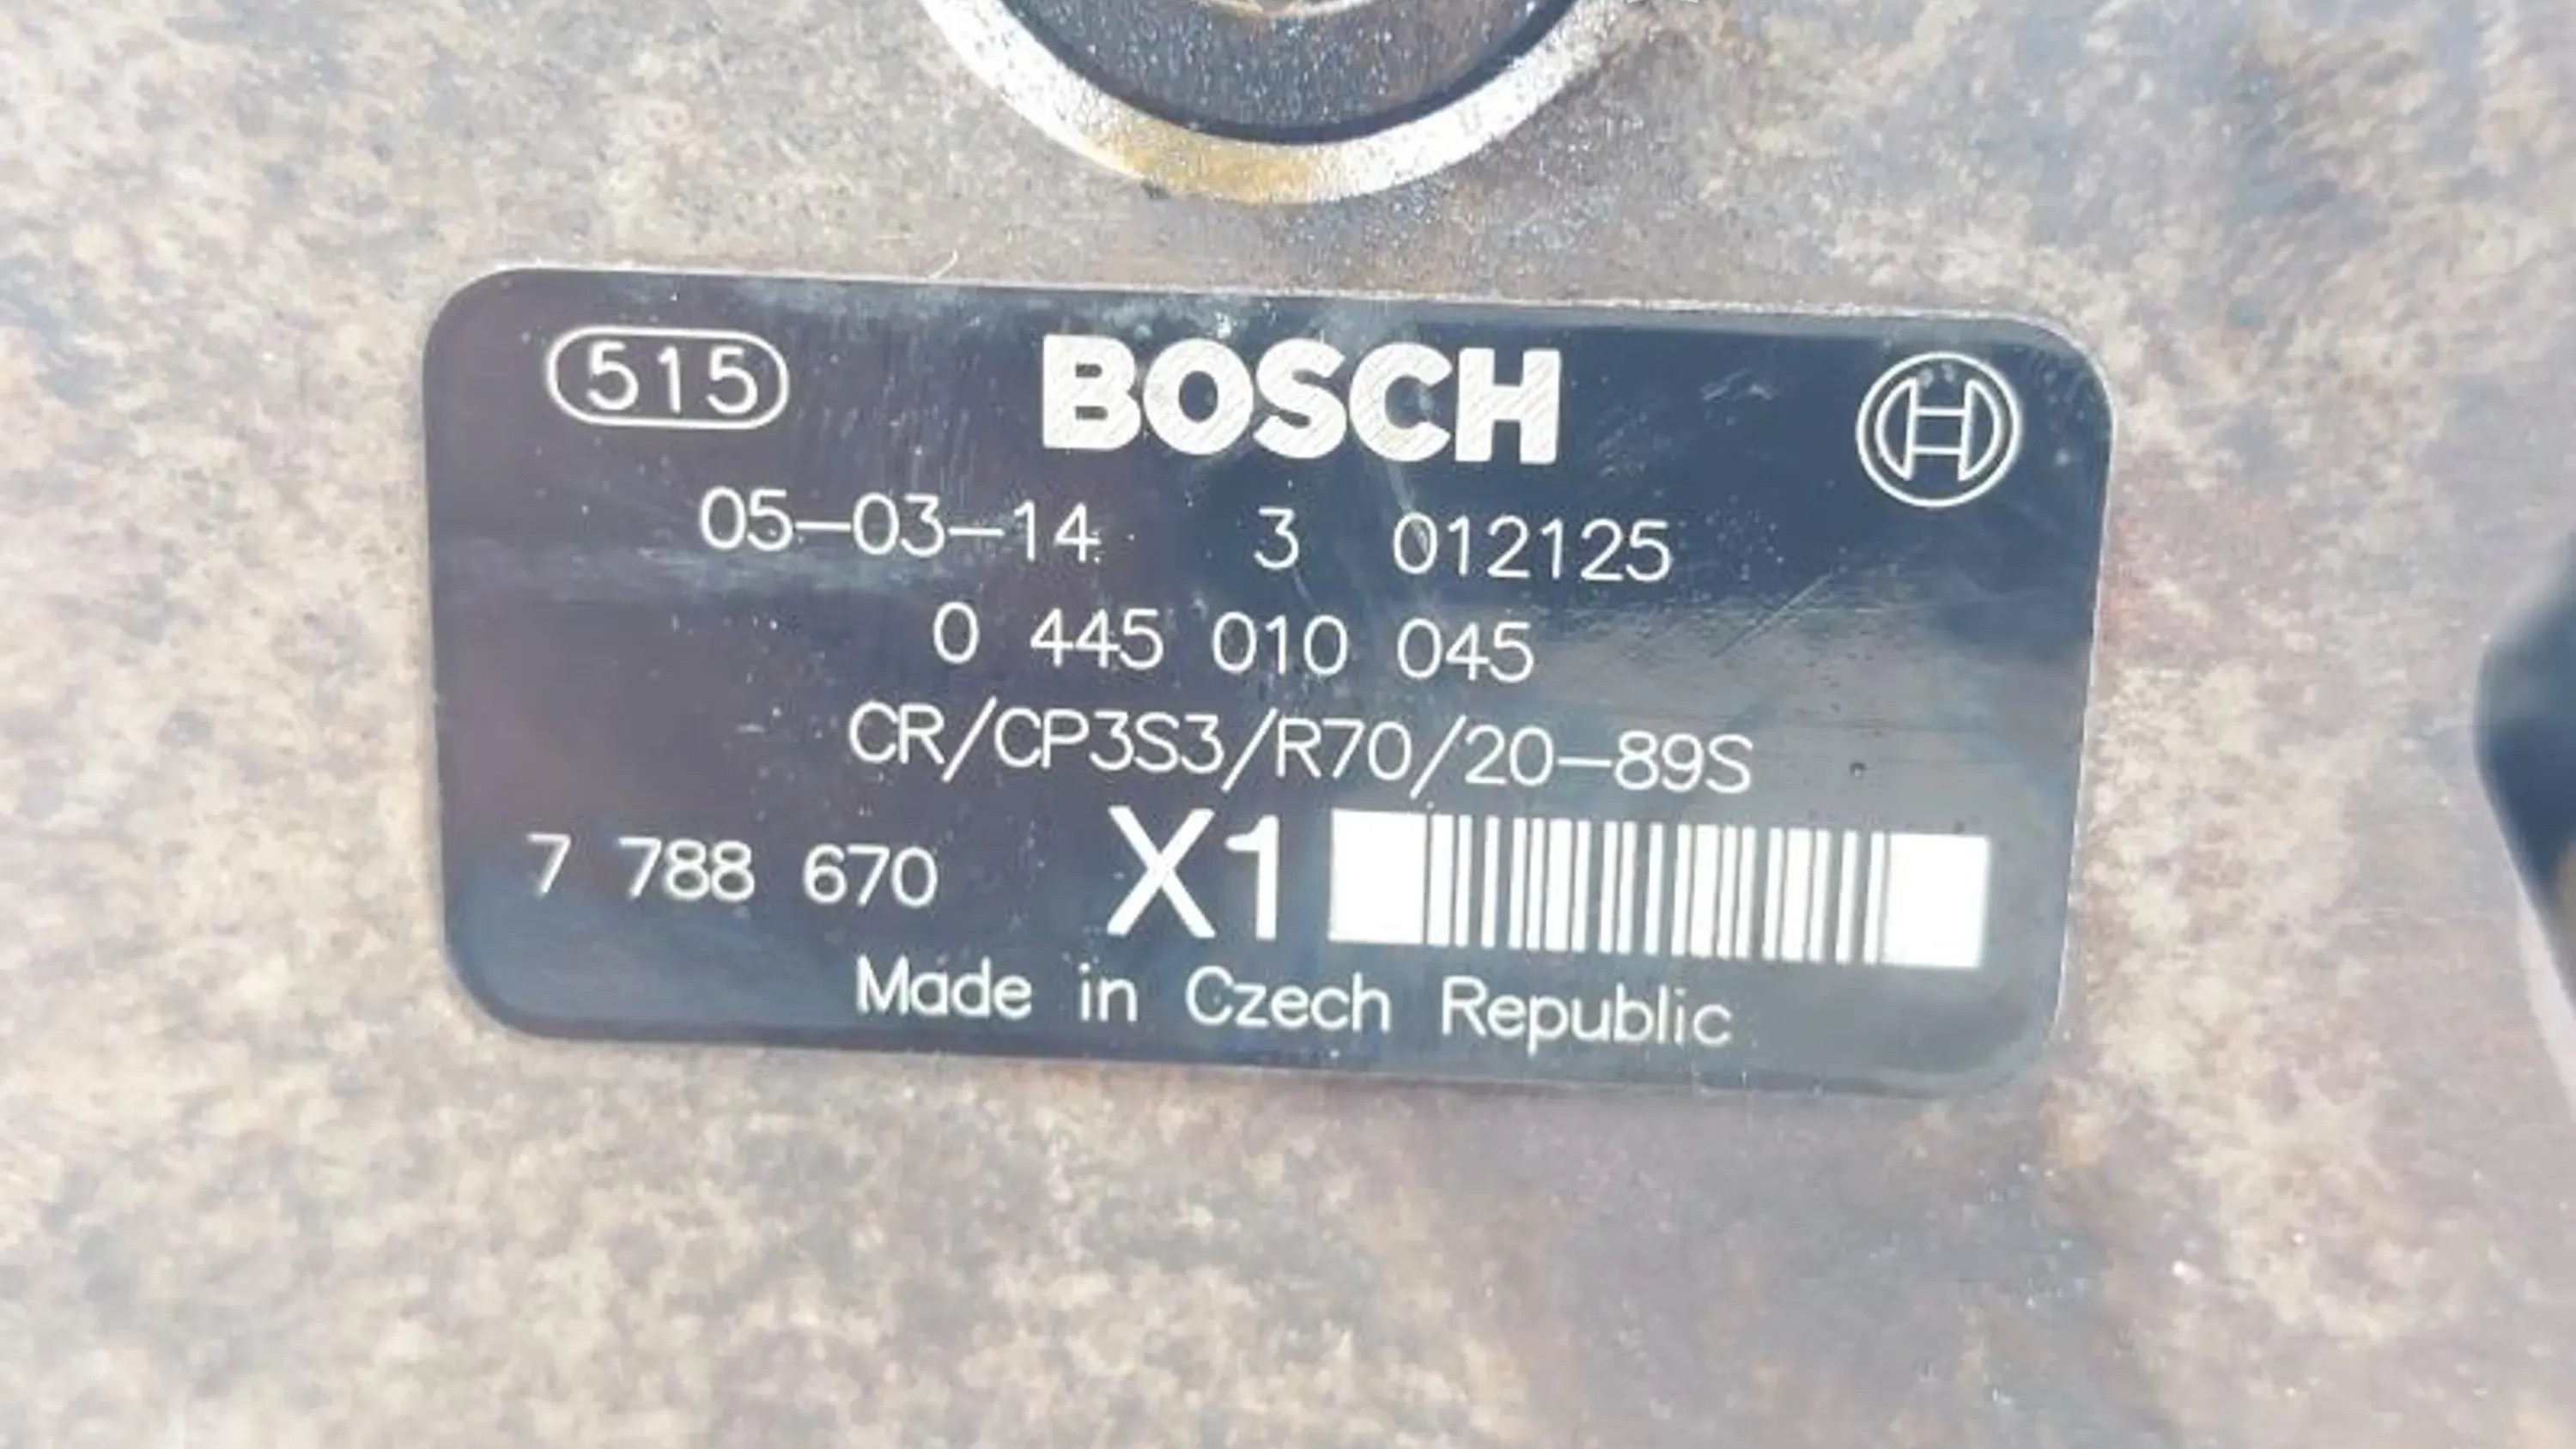 515 BOSCH
05-03-14 3 012125
0 445 010 045
CR/CP3S3/R70/20-89S
7 788 670 X1
Made in Czech Republic